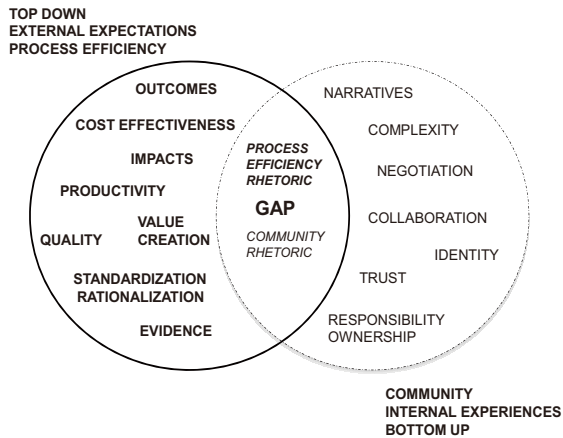 TOP DOWN
EXTERNAL EXPECTATIONS
PROCESS EFFICIENCY
OUTCOMES
COST EFFECTIVENESS
IMPACTS
PRODUCTIVITY
VALUE
CREATION
QUALITY
STANDARDIZATION
RATIONALIZATION
EVIDENCE
PROCESS
EFFICIENCY
RHETORIC
GAP
COMMUNITY
RHETORIC
NARRATIVES
COMPLEXITY
NEGOTIATION
COLLABORATION
IDENTITY
TRUST
RESPONSIBILITY
OWNERSHIP
COMMUNITY
INTERNAL EXPERIENCES
BOTTOM UP